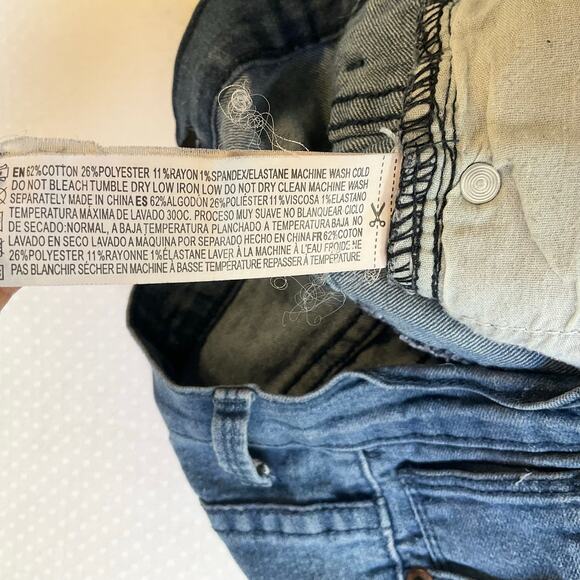 EN 62%COTTON 26%POLYESTER 11%RAYON 1%SPANDEX/ELASTANE MACHINE WASH COLD
DO NOT BLEACH TUMBLE DRY LOW IRON LOW DO NOT DRY CLEAN MACHINE WASH
SEPARATELY MADE IN CHINA ES 62%ALGODÓN 26%POLIÉSTER 11%VISCOSA 1%ELASTANO
TEMPERATURA MÁXIMA DE LAVADO 30OC. PROCESO MUY SUAVE NO BLANQUEAR CICLO
DE SECADO:NORMAL, A BAJA TEMPERATURA PLANCHADO A TEMPERATURA BAJA NO
LAVADO EN SECO LAVADO A MÁQUINA POR SEPARADO HECHO EN CHINA FR 62%COTON
26%POLYESTER 11%RAYONNE 1%ÉLASTANE LAVER À LA MACHINE À L'EAU FROIDE NE
PAS BLANCHIR SÉCHER EN MACHINE À BASSE TEMPÉRATURE REPASSER À TEMPÉPATURE